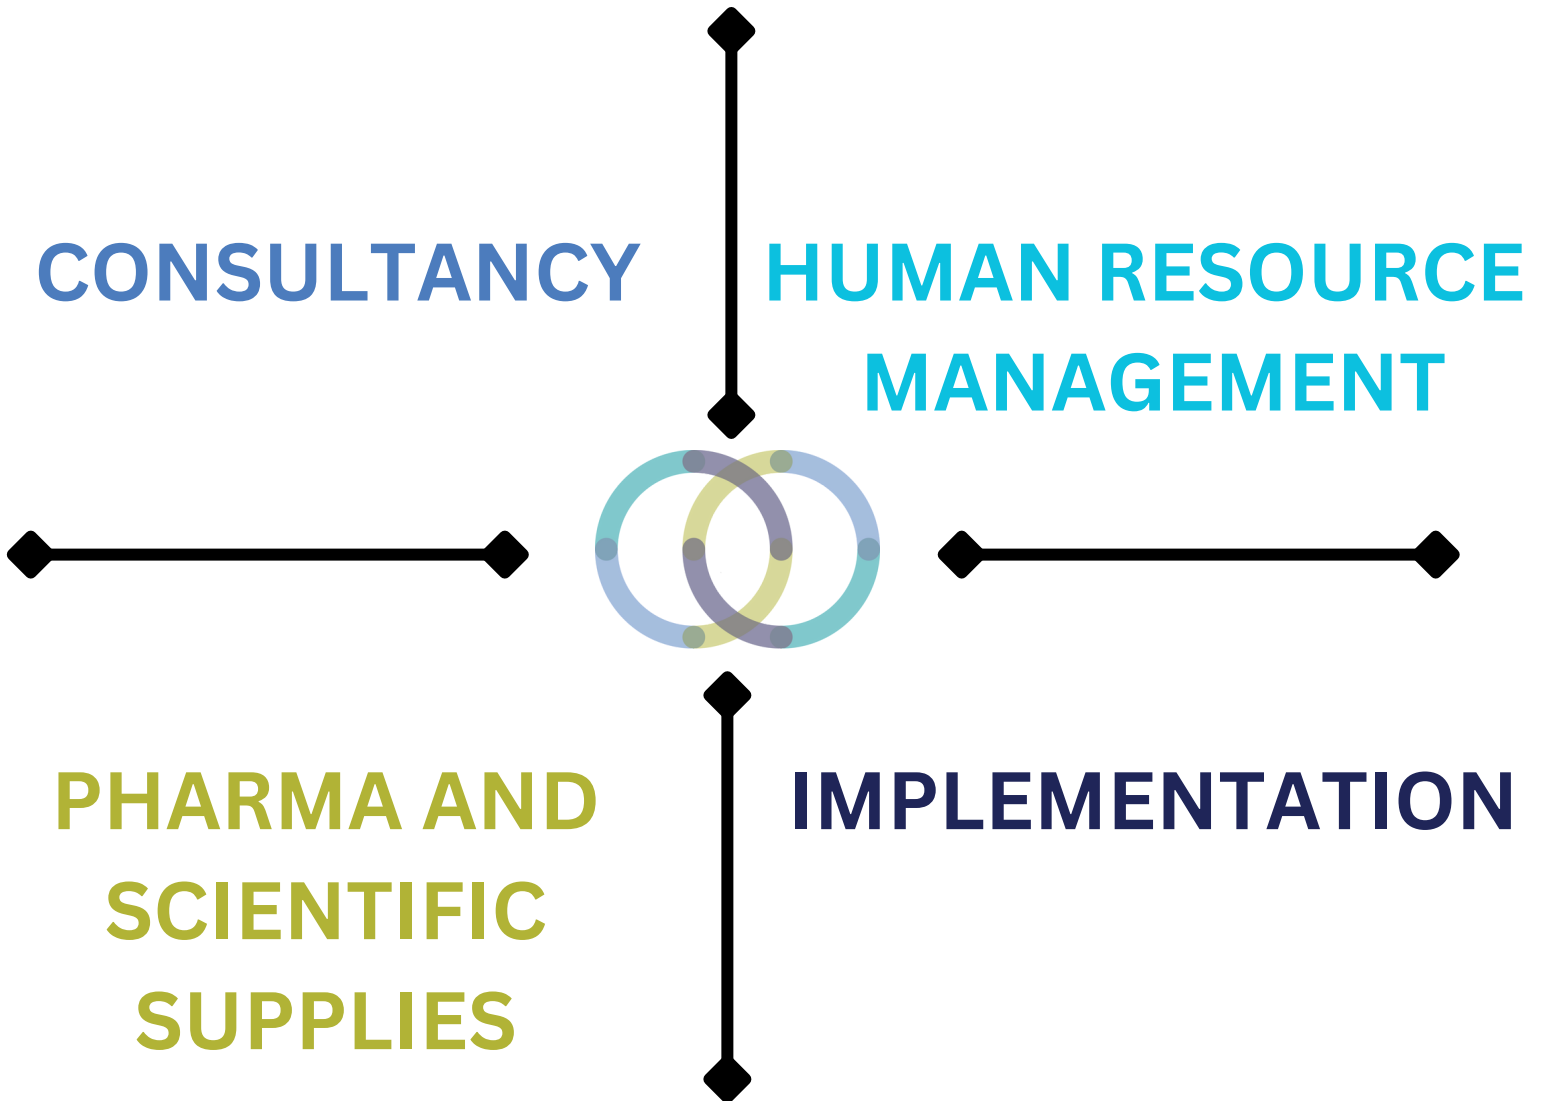 CONSULTANCY
HUMAN RESOURCE
MANAGEMENT
PHARMA AND
SCIENTIFIC
SUPPLIES
IMPLEMENTATION